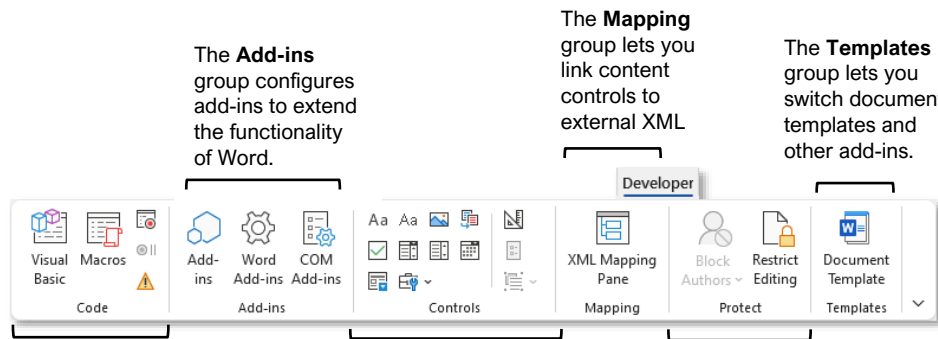 The Add-ins
group configures
add-ins to extend
the functionality
of Word.
The Mapping
group lets you
link content
controls to
external XML
The Templates
group lets you
switch document
templates and
other add-ins.
Developer
Visual
Basic
Macros
Code
Add-
ins
Word
Add-ins
COM
Add-ins
Add-ins
Aa Aa
Controls
XML Mapping
Pane
Mapping
Block
Authors
Restrict
Editing
Protect
W
Document
Template
Templates